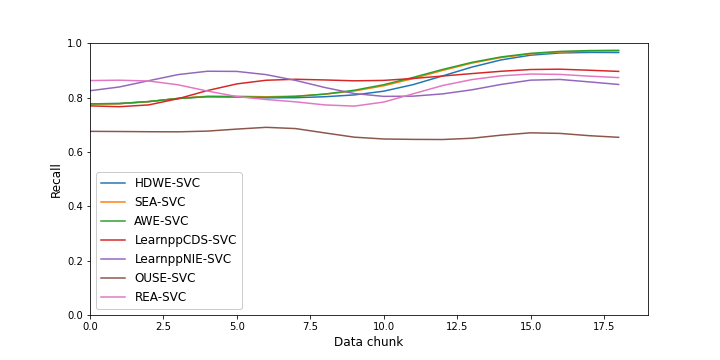 1.0
0.8
0.6
0.4
0.2
0.0
Recall
HDWE-SVC
SEA-SVC
AWE-SVC
LearnppCDS-SVC
LearnppNIE-SVC
OUSE-SVC
REA-SVC
0.0 2.5 5.0 7.5 10.0 12.5 15.0 17.5
Data chunk